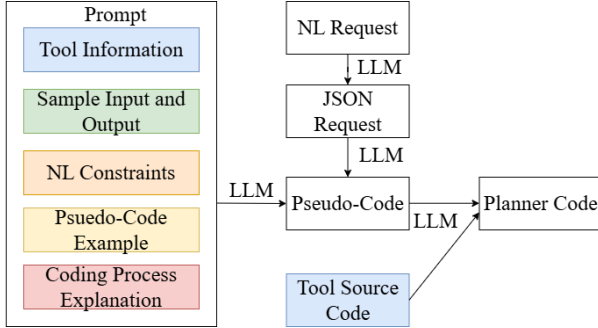 Prompt
Tool Information
Sample Input and
Output
NL Constraints
Psuedo-Code
Example
Coding Process
Explanation
LLM
NL Request
LLM
JSON
Request
LLM
Pseudo-Code
LLM
Planner Code
Tool Source
Code